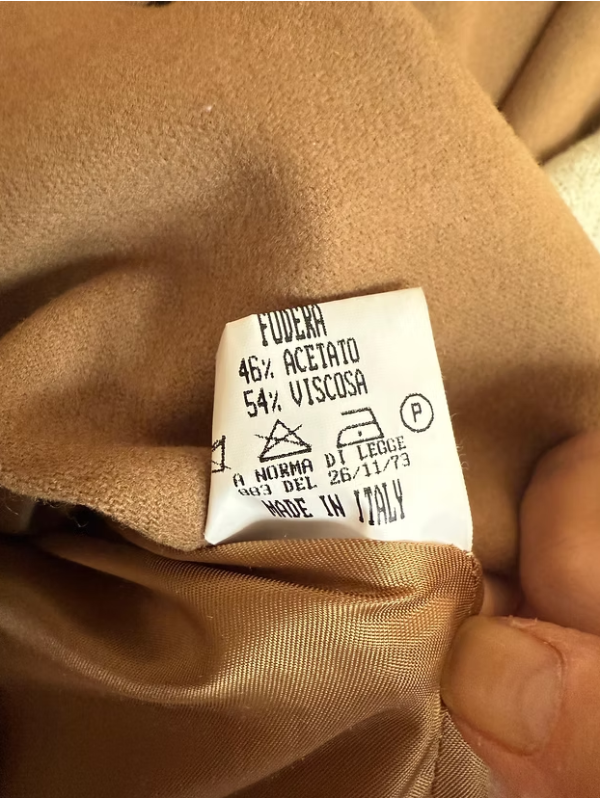 FODERA
46% ACETATO
54% VISCOSA
P
A NORMA DI LEGGE
883 DEL 26/11/73
MADE IN ITALY